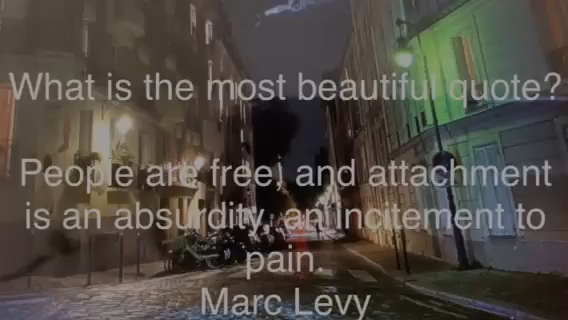 What is the most beautiful quote?
People are free, and attachment
is an absurdity, an incitement to
pain.
Marc Levy